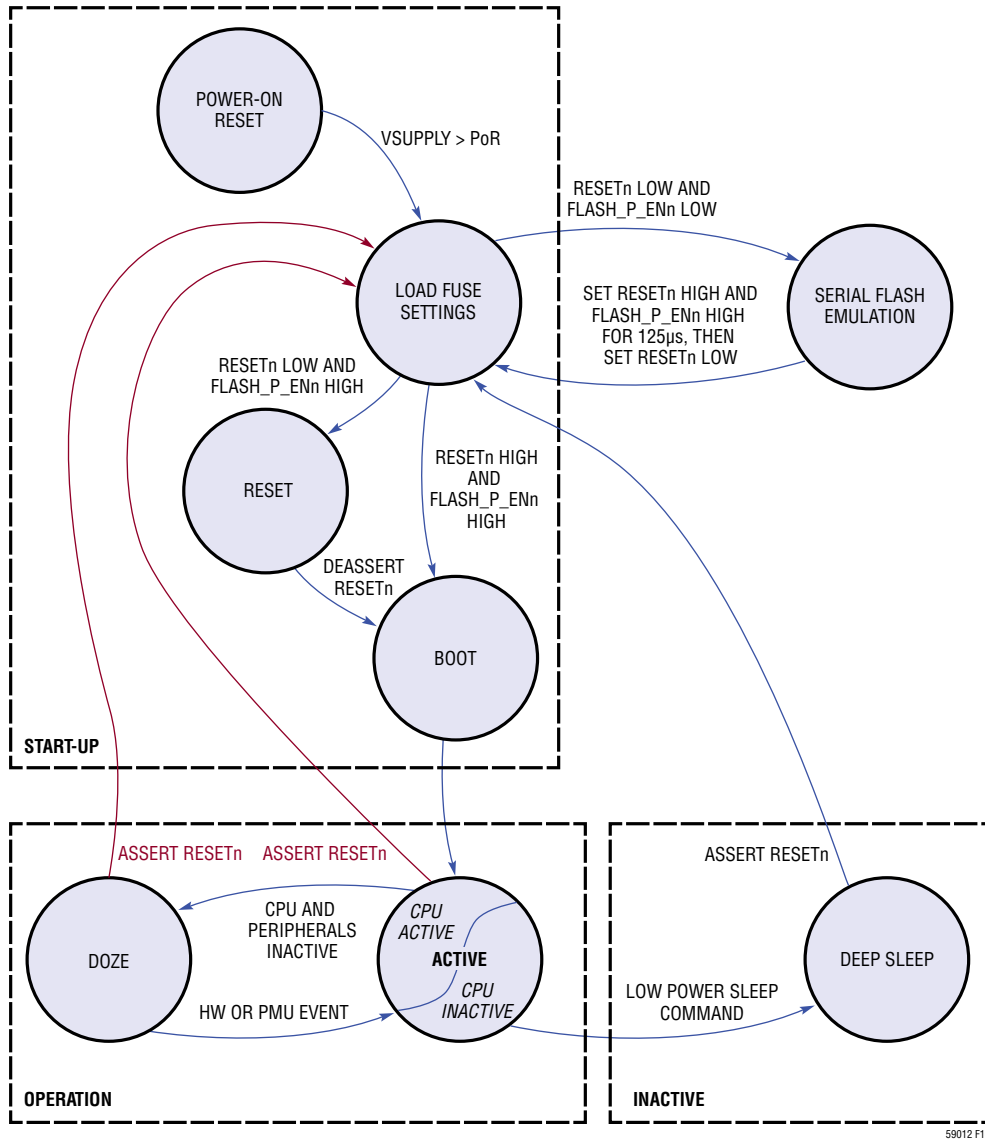 POWER-ON
RESET
VSUPPLY > PoR
RESETn LOW AND
FLASH_P_ENn LOW
LOAD FUSE
SETTINGS
SET RESETn HIGH AND
FLASH_P_ENn HIGH
FOR 125µs, THEN
SET RESETn LOW
SERIAL FLASH
EMULATION
RESETn LOW AND
FLASH_P_ENn HIGH
RESETn HIGH
AND
FLASH_P_ENn
HIGH
RESET
DEASSERT
RESETn
BOOT
START-UP
ASSERT RESETn
ASSERT RESETn
ASSERT RESETn
CPU AND
PERIPHERALS
INACTIVE
CPU
ACTIVE
ACTIVE
CPU
INACTIVE
DOZE
DEEP SLEEP
HW OR PMU EVENT
LOW POWER SLEEP
COMMAND
OPERATION
INACTIVE
59012 F1